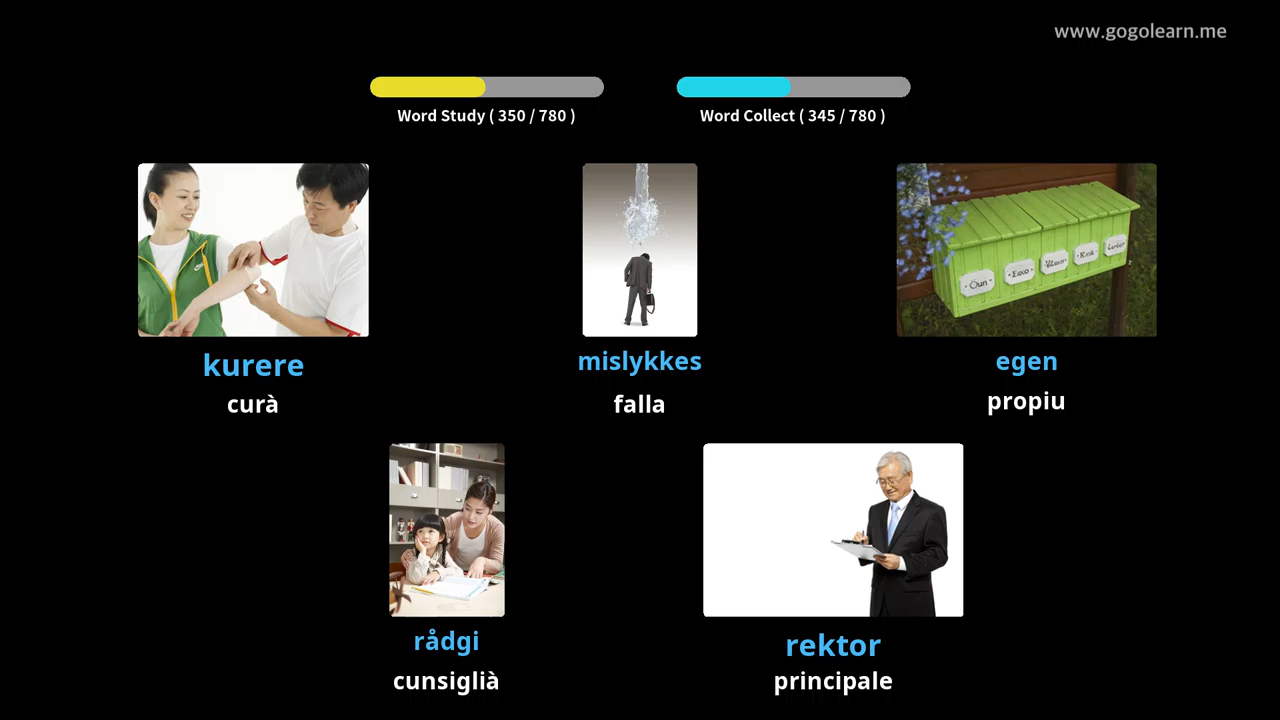 www.gogolearn.me
Word Study ( 350 / 780 )
Word Collect ( 345 / 780 )
kurere
curà
mislykkes
falla
egen
propiu
rådgi
cunsiglià
rektor
principale